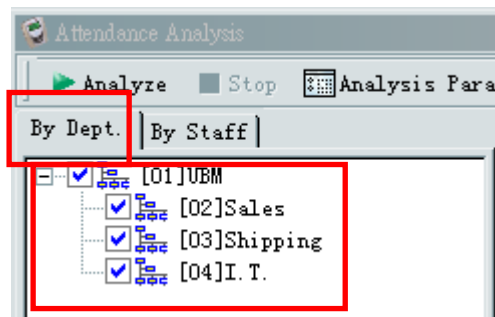 Attendance Analysis
Analyze Stop Analysis Para
By Dept. By Staff
[01]UBM
[02]Sales
[03]Shipping
[04]I.T.